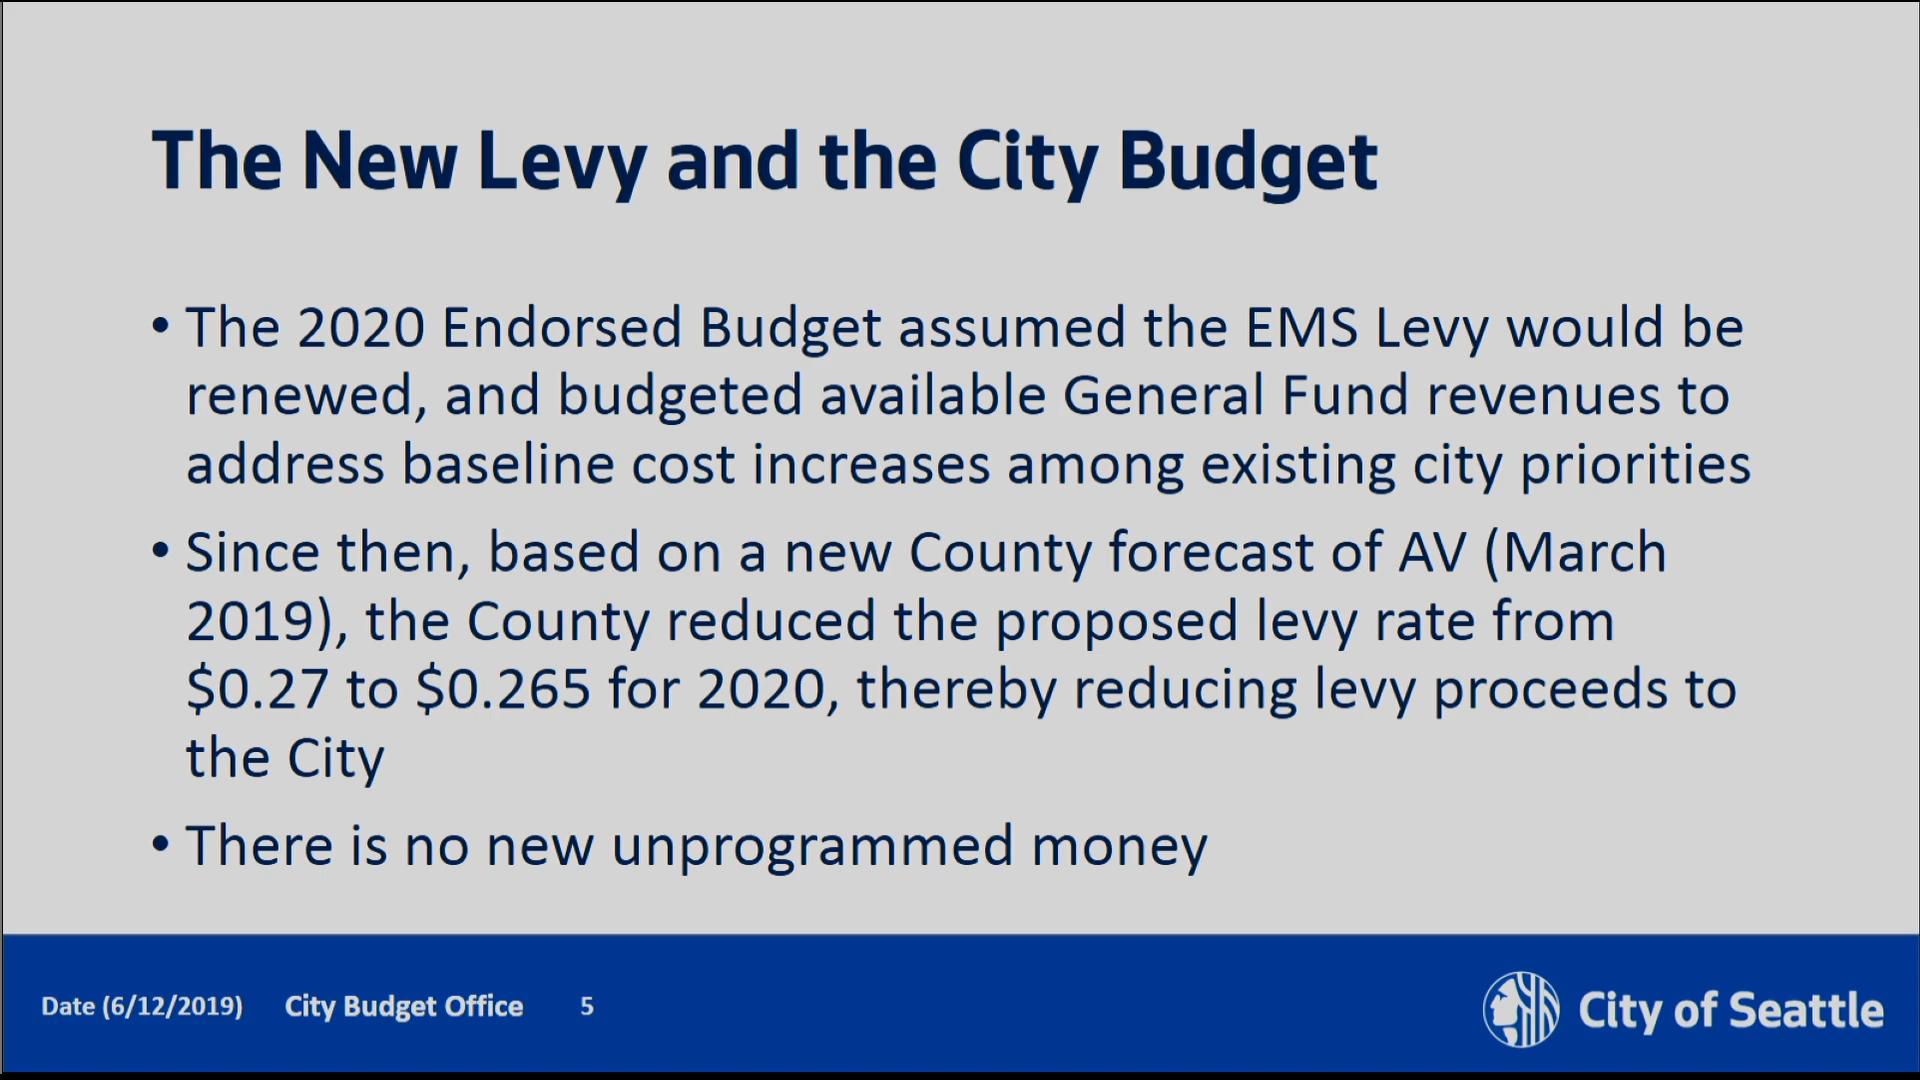 The New Levy and the City Budget
• The 2020 Endorsed Budget assumed the EMS Levy would be
renewed, and budgeted available General Fund revenues to
address baseline cost increases among existing city priorities
• Since then, based on a new County forecast of AV (March
2019), the County reduced the proposed levy rate from
$0.27 to $0.265 for 2020, thereby reducing levy proceeds to
the City
• There is no new unprogrammed money
Date (6/12/2019) City Budget Office 5
City of Seattle